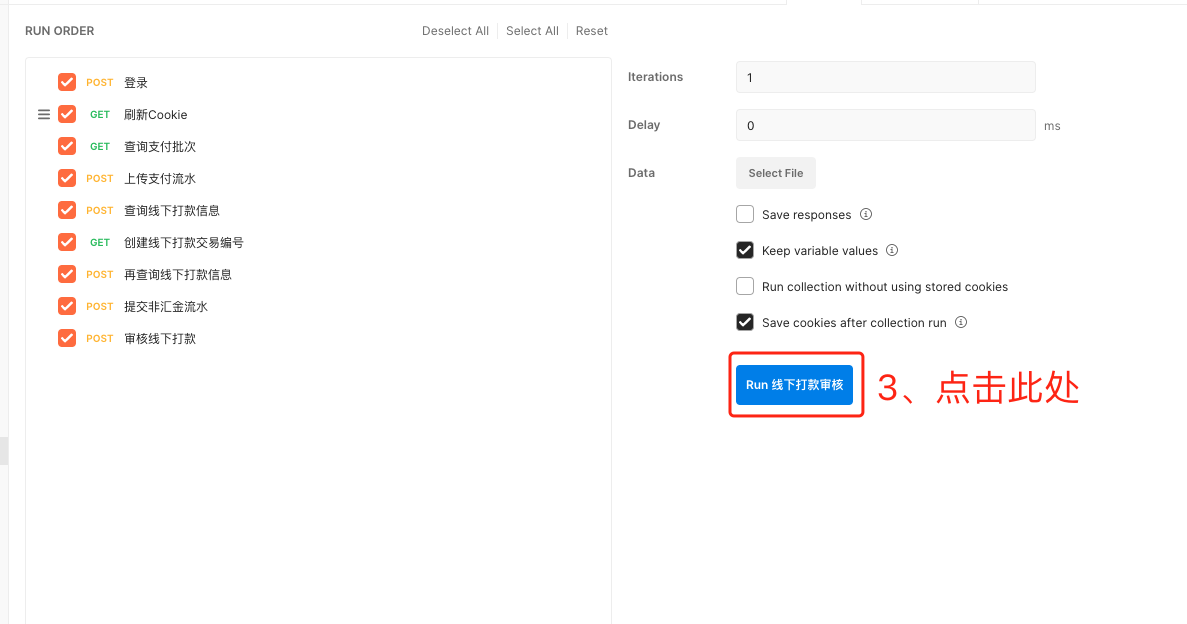 RUN ORDER
Deselect All
Select All
Reset
POST 登录
GET 刷新Cookie
GET 查询支付批次
POST 上传支付流水
POST 查询线下打款信息
GET 创建线下打款交易编号
POST 再查询线下打款信息
POST 提交非汇金流水
POST 审核线下打款
Iterations 1
Delay 0 ms
Data Select File
Save responses
Keep variable values
Run collection without using stored cookies
Save cookies after collection run
Run 线下打款审核
3、点击此处